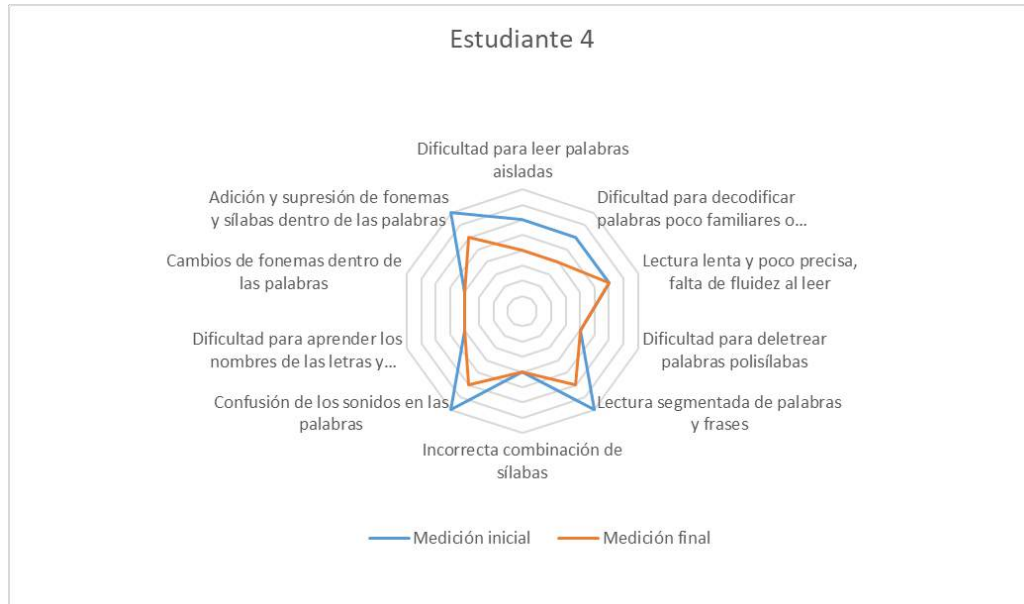 Estudiante 4
Dificultad para leer palabras
aisladas
Dificultad para decodificar
palabras poco familiares o...
Lectura lenta y poco precisa,
falta de fluidez al leer
Dificultad para deletrear
palabras polisílabas
Lectura segmentada de palabras
y frases
Incorrecta combinación de
sílabas
Confusión de los sonidos en las
palabras
Dificultad para aprender los
nombres de las letras y...
Cambios de fonemas dentro de
las palabras
Adición y supresión de fonemas
y sílabas dentro de las palabras
Medición inicial
Medición final